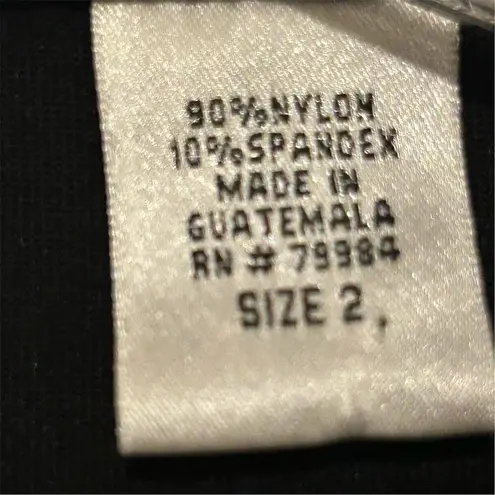 90%NYLON
10%SPANDEX
MADE IN
GUATEMALA
RN # 79984
SIZE 2,